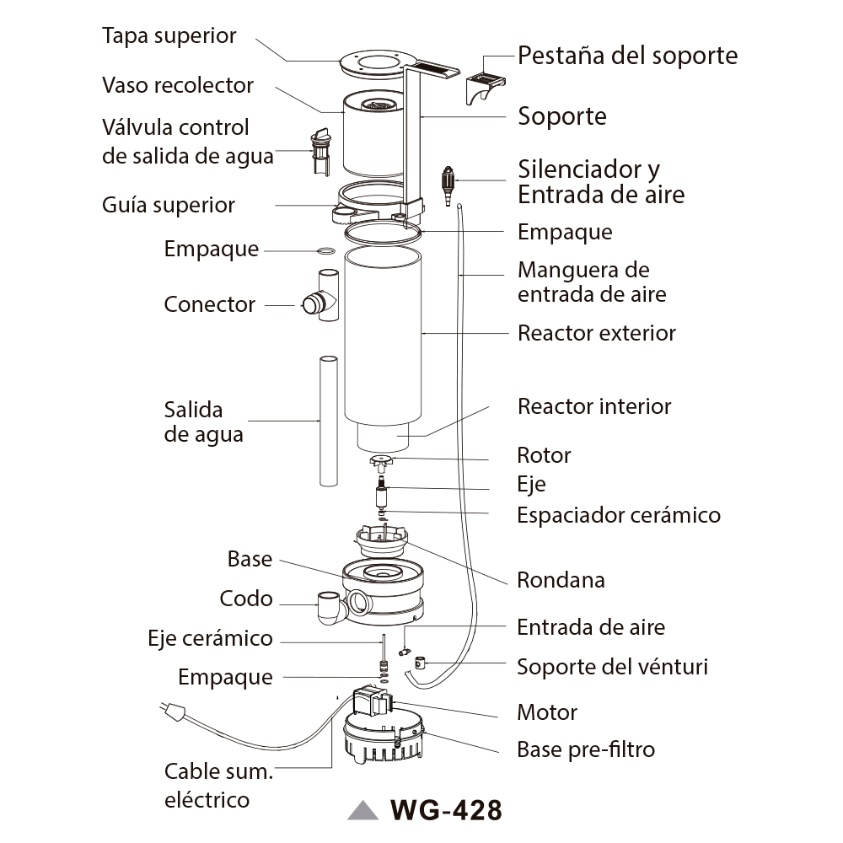 Tapa superior
Vaso recolector
Válvula control
de salida de agua
Guía superior
Empaque
Conector
Salida
de agua
Base
Codo
Eje cerámico
Empaque
Cable sum.
eléctrico
Pestaña del soporte
Soporte
Silenciador y
Entrada de aire
Empaque
Manguera de
entrada de aire
Reactor exterior
Reactor interior
Rotor
Eje
Espaciador cerámico
Rondana
Entrada de aire
Soporte del vénturi
Motor
Base pre-filtro
WG-428